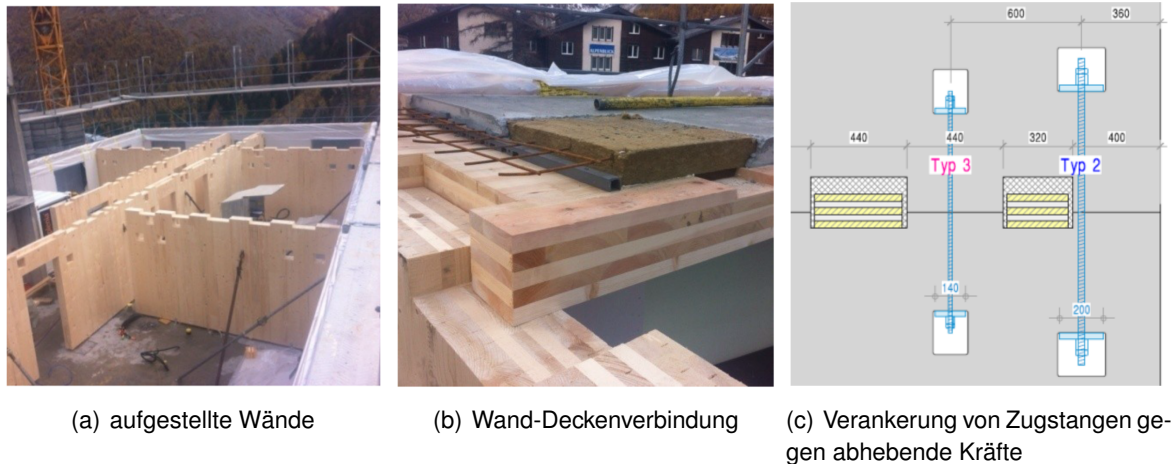 600
360
440
440
320
400
Typ 3
Typ 2
140
200
(a) aufgestellte Wände
(b) Wand-Deckenverbindung
(c) Verankerung von Zugstangen ge-
gen abhebende Kräfte